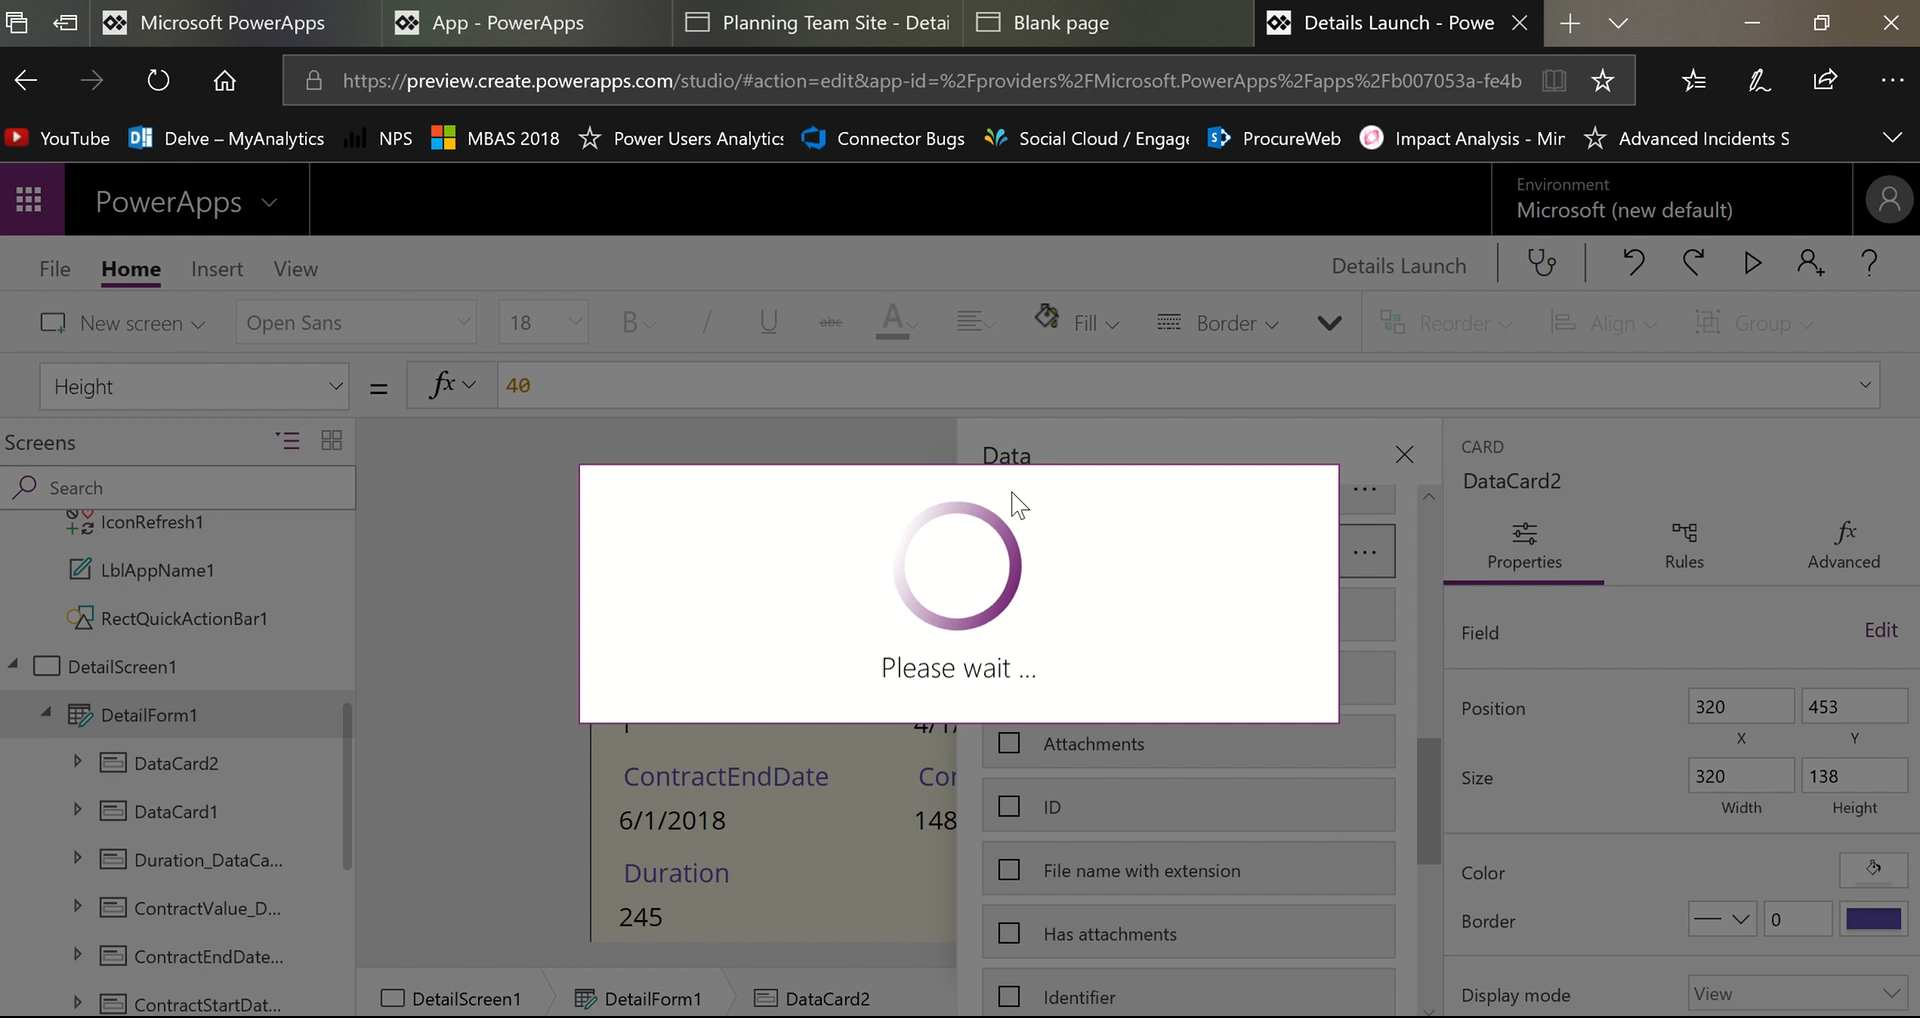 Microsoft PowerApps
App - PowerApps
Planning Team Site - Detai
Blank page
Details Launch - Powe
https://preview.create.powerapps.com/studio/#action=edit&app-id=%2Fproviders%2FMicrosoft.PowerApps%2Fapps%2Fb007053a-fe4b
YouTube
Delve – MyAnalytics
NPS
MBAS 2018
Power Users Analytics
Connector Bugs
Social Cloud / Engage
ProcureWeb
Impact Analysis - Mir
Advanced Incidents S
PowerApps
Environment
Microsoft (new default)
File
Home
Insert
View
Details Launch
New screen
Open Sans
18
B
/
U
abc
A
Fill
Border
Reorder
Align
Group
Height
=
fx
40
Screens
Search
IconRefresh1
LblAppName1
RectQuickActionBar1
DetailScreen1
DetailForm1
DataCard2
DataCard1
Duration_DataCa...
ContractValue_D...
ContractEndDate...
ContractStartDat...
ContractEndDate
6/1/2018
148
Duration
245
Data
Please wait ...
Attachments
ID
File name with extension
Has attachments
Identifier
DetailScreen1
DetailForm1
DataCard2
CARD
DataCard2
Properties
Rules
fx
Advanced
Field
Edit
Position
320
453
X
Y
Size
320
138
Width
Height
Color
Border
0
Display mode
View